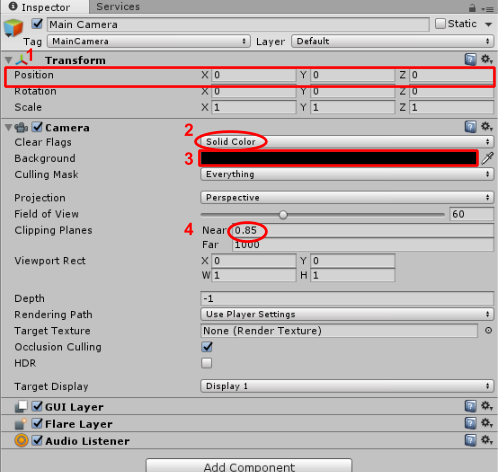 Inspector Services
Main Camera Static
Tag MainCamera Layer Default
1 Transform
Position X 0 Y 0 Z 0
Rotation X 0 Y 0 Z 0
Scale X 1 Y 1 Z 1
Camera
2
Clear Flags Solid Color
Background 3
Culling Mask Everything
Projection Perspective
Field of View 60
Clipping Planes 4 Near 0.85
Far 1000
Viewport Rect X 0 Y 0
W 1 H 1
Depth -1
Rendering Path Use Player Settings
Target Texture None (Render Texture)
Occlusion Culling
HDR
Target Display Display 1
GUI Layer
Flare Layer
Audio Listener
Add Component